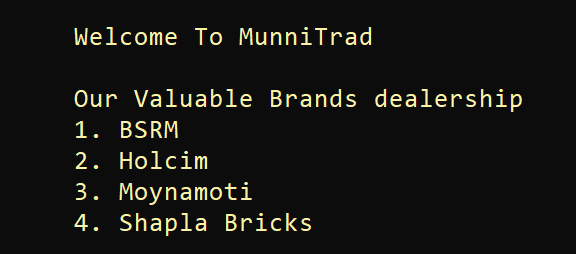 Welcome To MunniTrad
Our Valuable Brands dealership
1. BSRM
2. Holcim
3. Moynamoti
4. Shapla Bricks